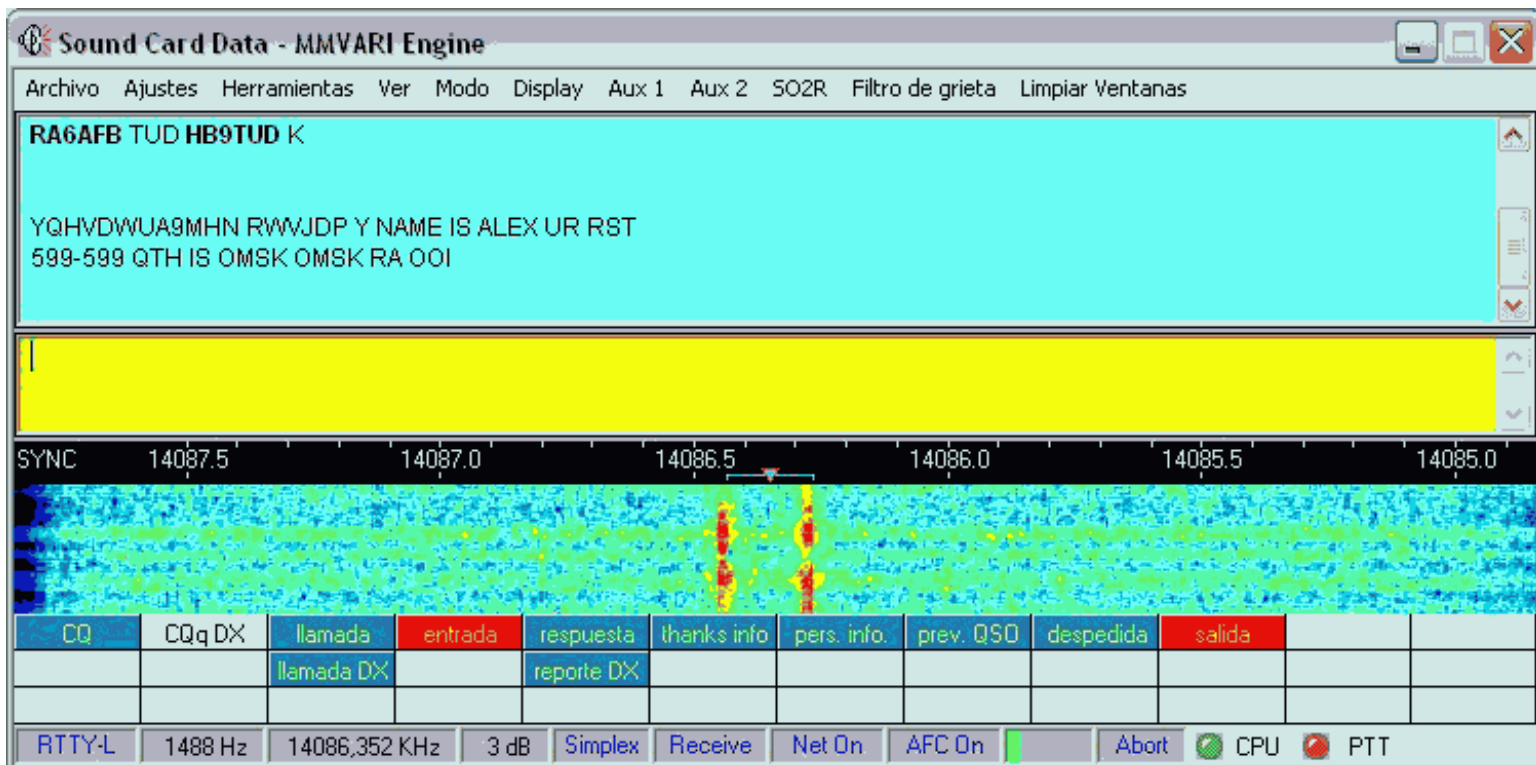 Sound Card Data - MMVARI Engine
Archivo Ajustes Herramientas Ver Modo Display Aux 1 Aux 2 SO2R Filtro de grieta Limpiar Ventanas
RA6AFB TUD HB9TUD K
YQHVDWUA9MHN RWVJDP Y NAME IS ALEX UR RST
599-599 QTH IS OMSK OMSK RA OOI
SYNC 14087.5 14087.0 14086.5 14086.0 14085.5 14085.0
CQ CQq DX llamada entrada respuesta thanks info pers. info. prev. QSO despedida salida
llamada DX reporte DX
RTTY-L 1488 Hz 14086,352 KHz 3 dB Simplex Receive Net On AFC On Abort CPU PTT